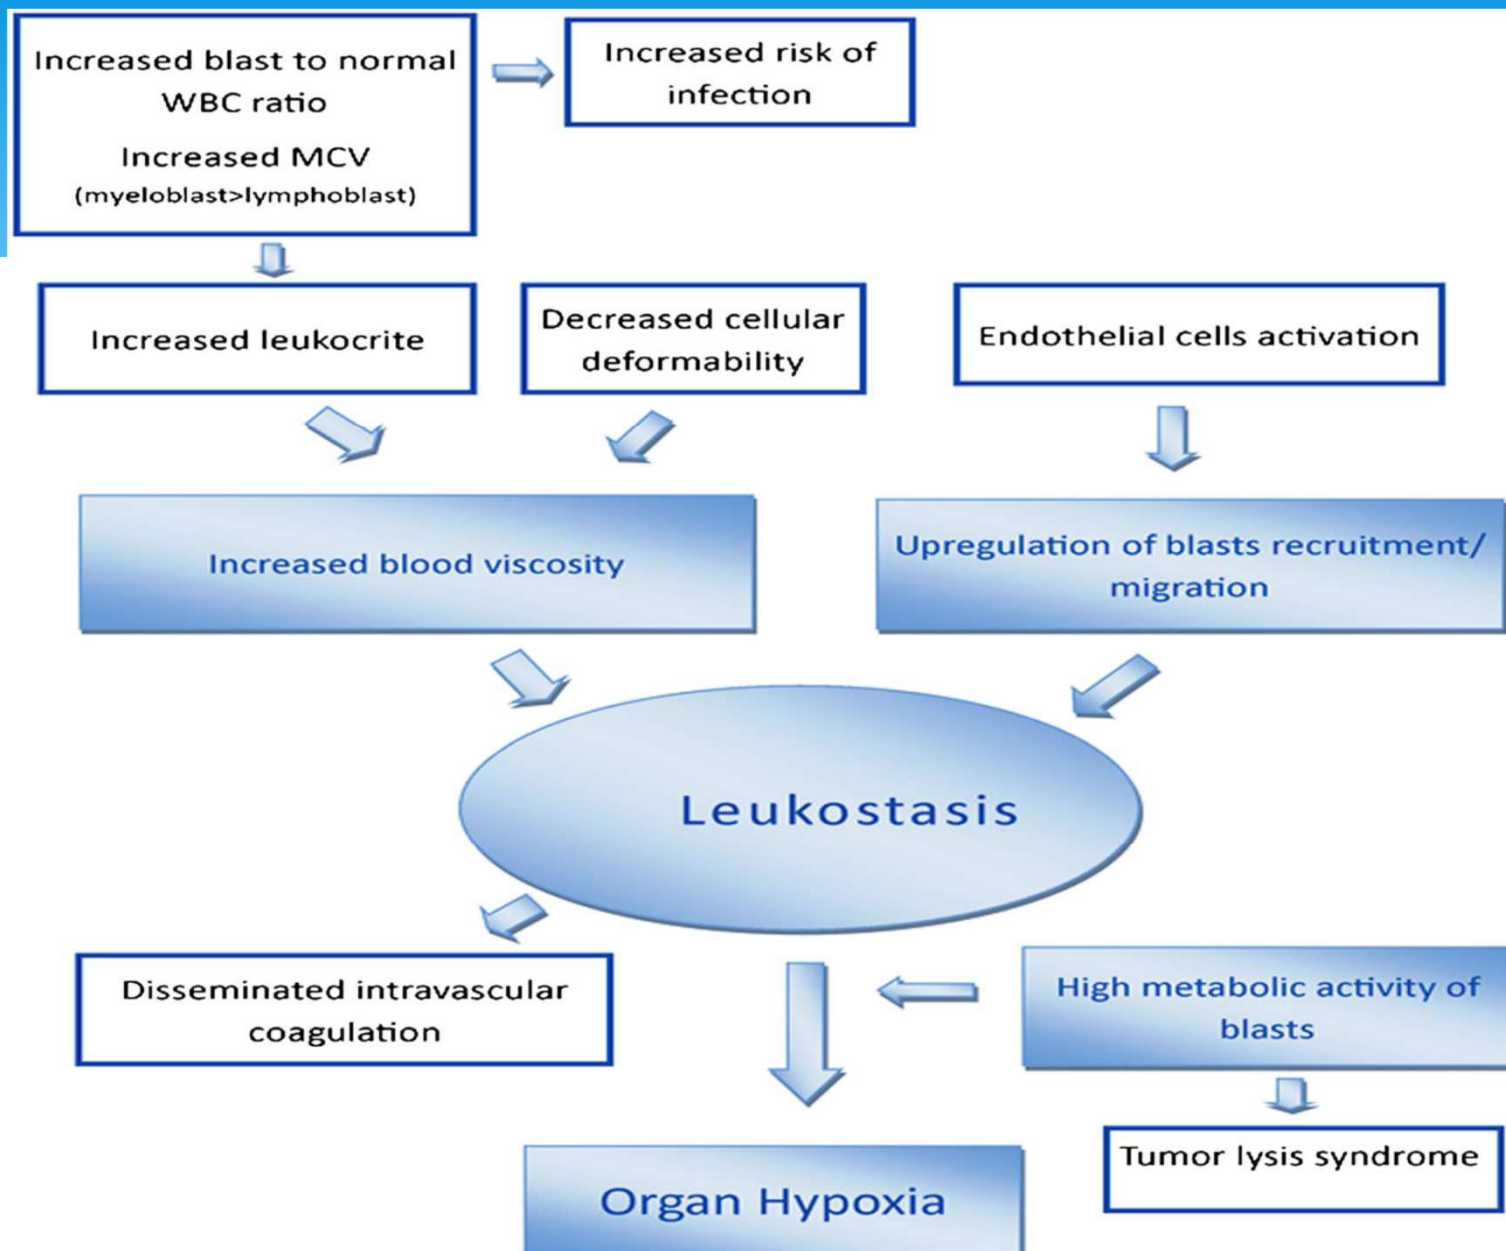 Increased blast to normal
WBC ratio
Increased MCV
(myeloblast>lymphoblast)
Increased risk of
infection
Increased leukocrite
Decreased cellular
deformability
Endothelial cells activation
Increased blood viscosity
Upregulation of blasts recruitment/
migration
Leukostasis
Disseminated intravascular
coagulation
High metabolic activity of
blasts
Tumor lysis syndrome
Organ Hypoxia